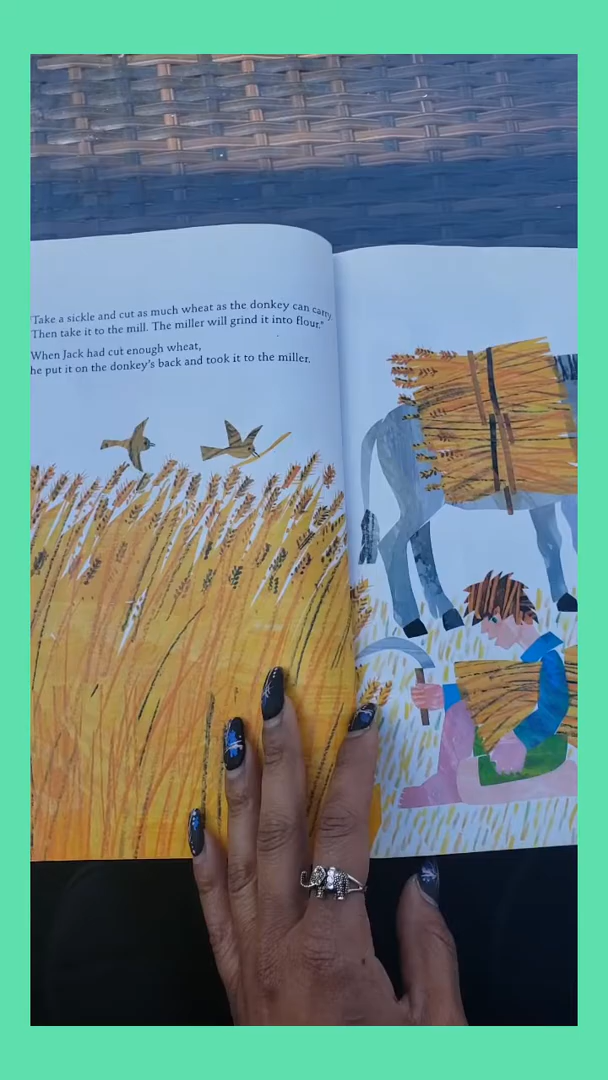 "Take a sickle and cut as much wheat as the donkey can carry.
Then take it to the mill. The miller will grind it into flour."
When Jack had cut enough wheat,
he put it on the donkey's back and took it to the miller.